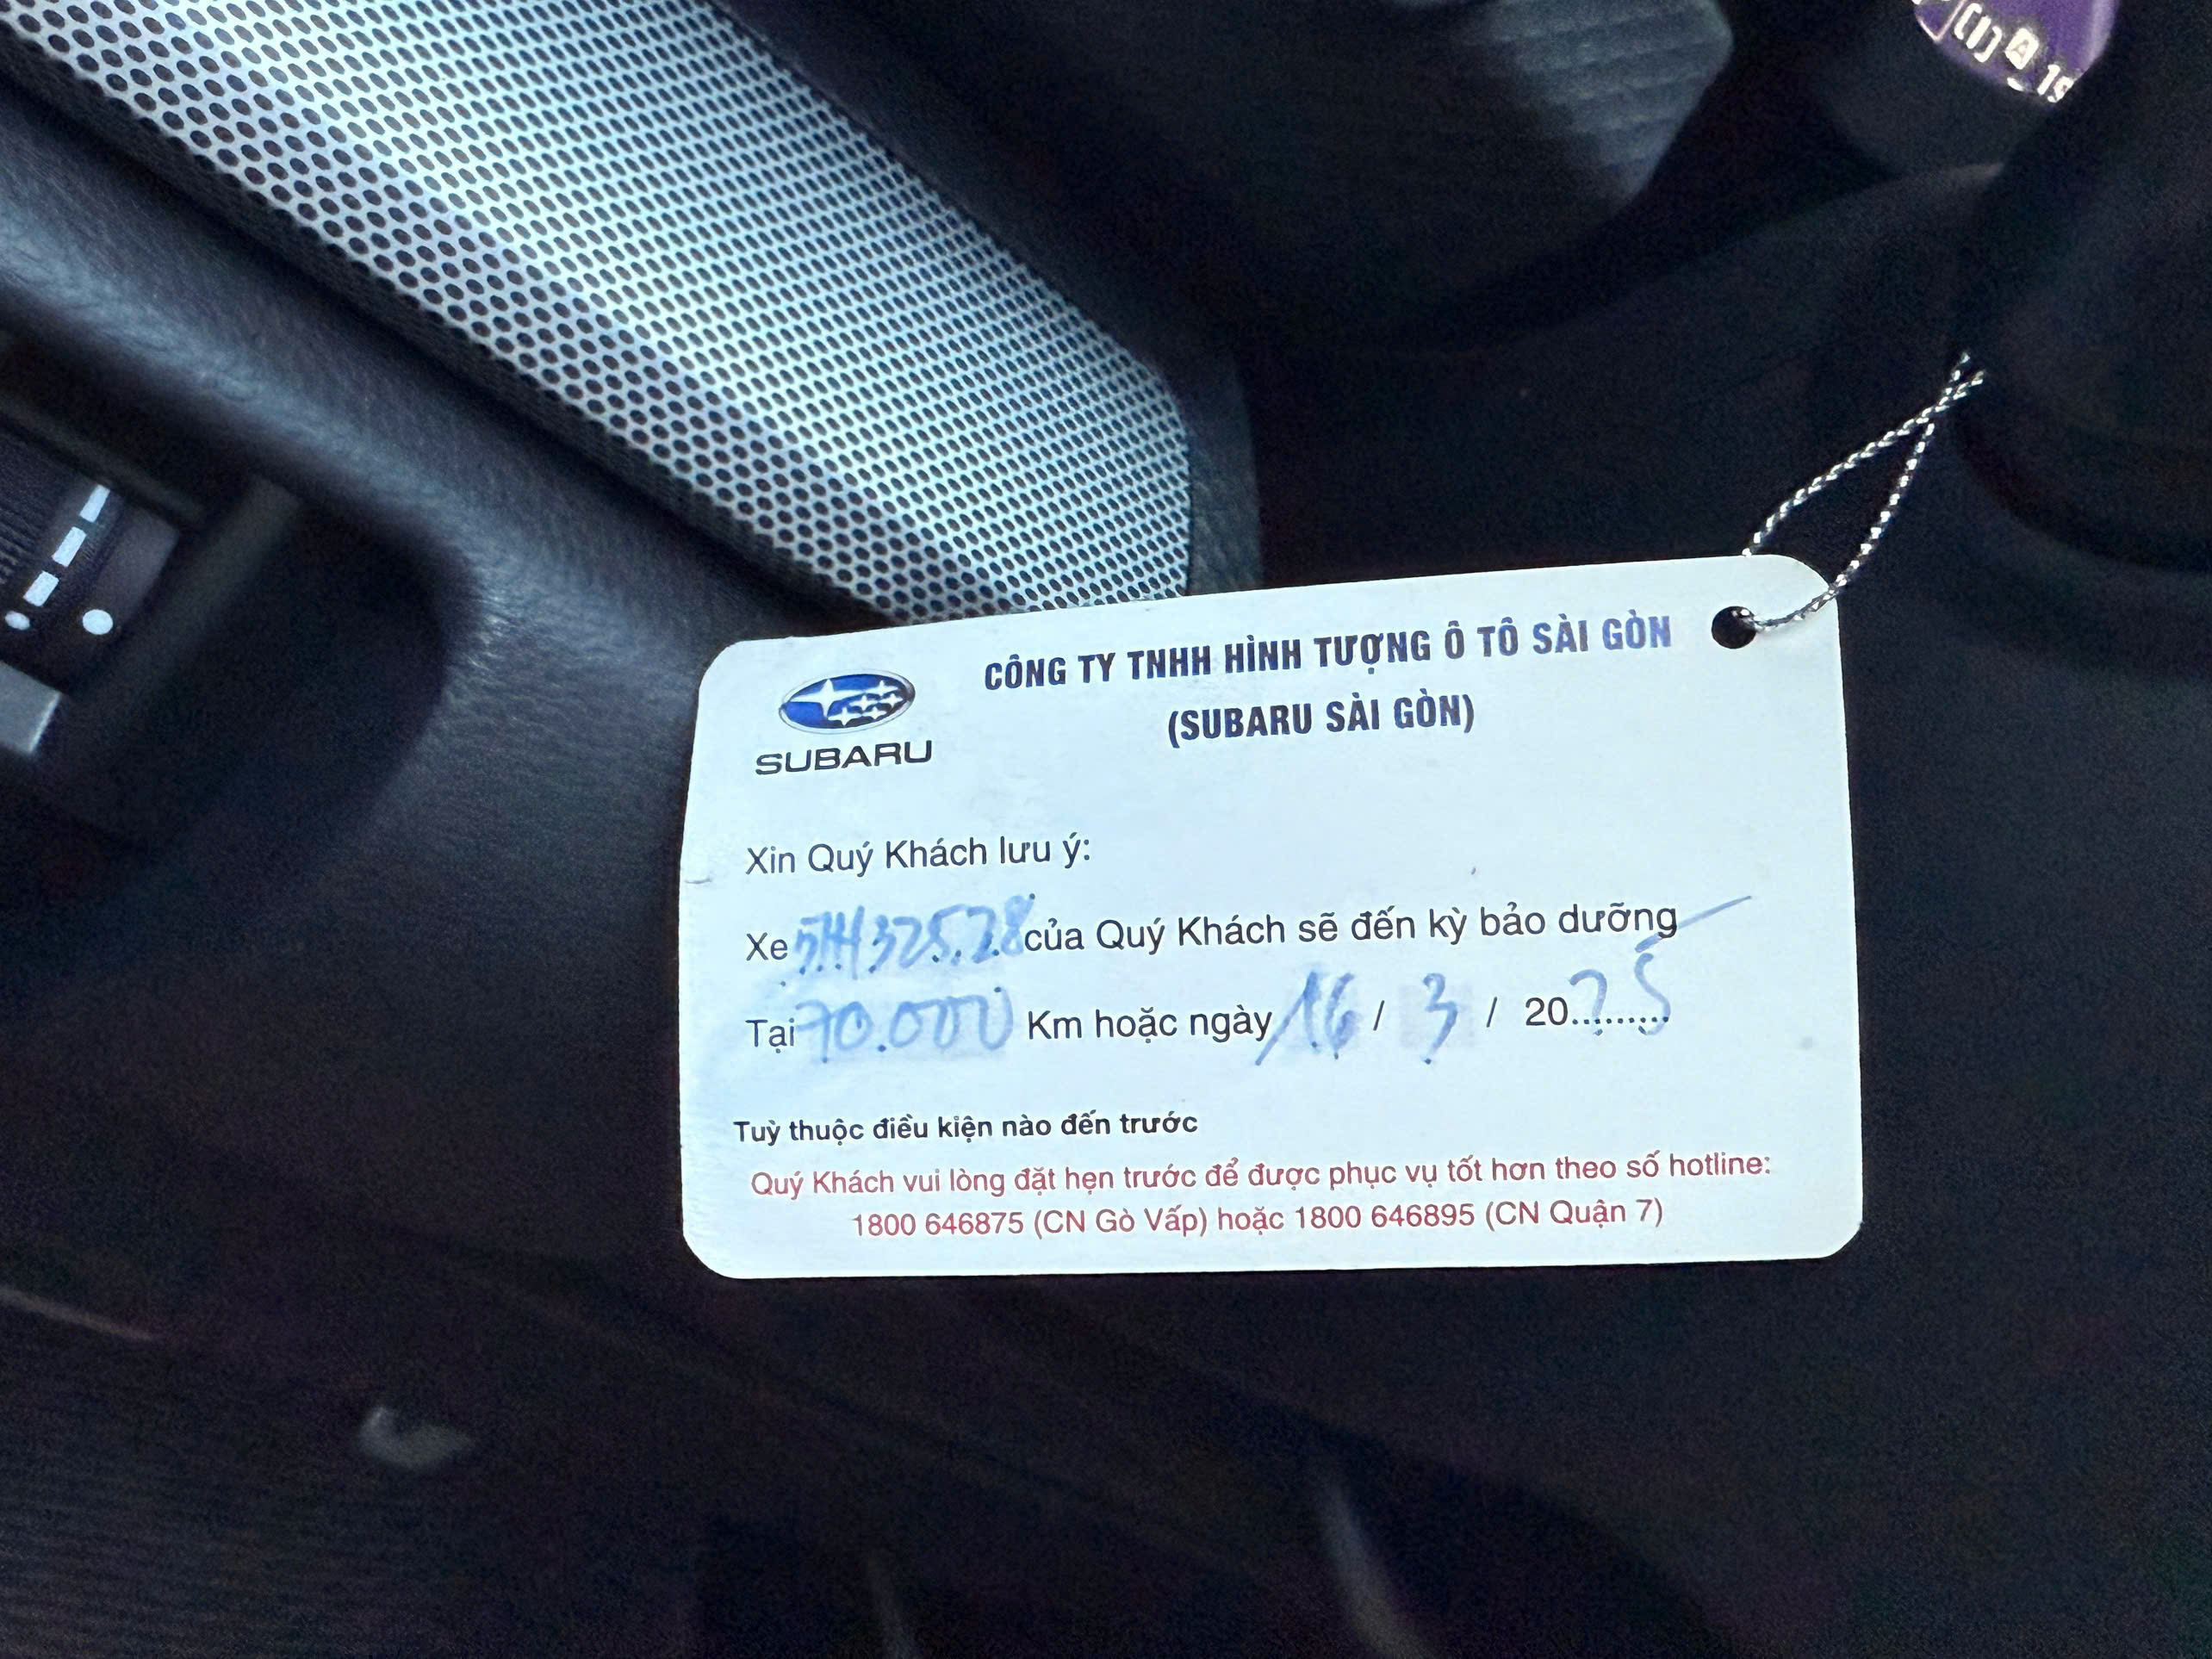 CÔNG TY TNHH HÌNH TƯỢNG Ô TÔ SÀI GÒN
(SUBARU SÀI GÒN)
SUBARU
Xin Quý Khách lưu ý:
Xe 51H 325.28 của Quý Khách sẽ đến kỳ bảo dưỡng
Tại 70.000 Km hoặc ngày 16 / 3 / 2025
Tuỳ thuộc điều kiện nào đến trước
Quý Khách vui lòng đặt hẹn trước để được phục vụ tốt hơn theo số hotline:
1800 646875 (CN Gò Vấp) hoặc 1800 646895 (CN Quận 7)